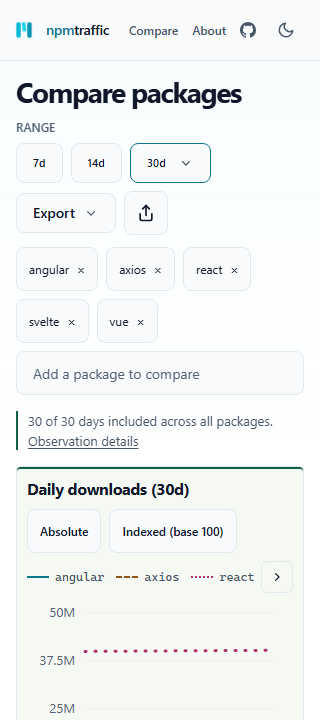 npmtraffic Compare About
Compare packages
RANGE
7d 14d 30d
Export
angular × axios × react ×
svelte × vue ×
Add a package to compare
30 of 30 days included across all packages.
Observation details
Daily downloads (30d)
Absolute Indexed (base 100)
angular axios react
50M
37.5M
25M